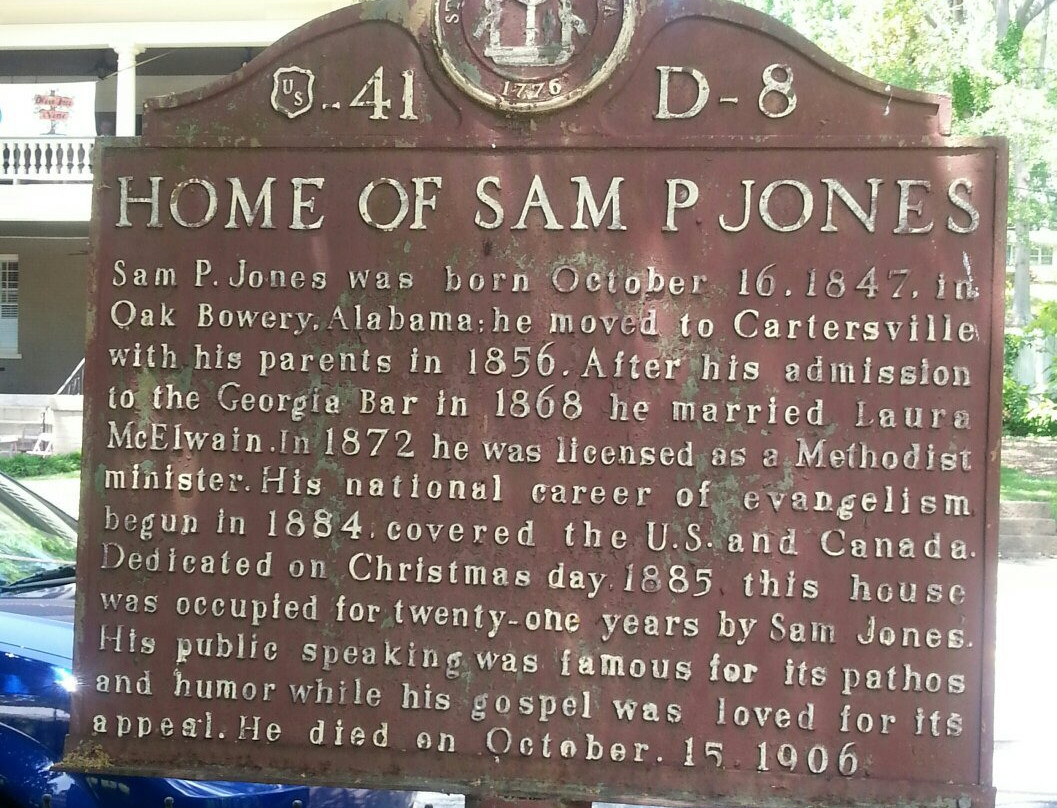 1776
US -41 D-8
HOME OF SAM P JONES
Sam P. Jones was born October 16, 1847, in
Oak Bowery, Alabama; he moved to Cartersville
with his parents in 1856. After his admission
to the Georgia Bar in 1868 he married Laura
McElwain. In 1872 he was licensed as a Methodist
minister. His national career of evangelism
begun in 1884, covered the U.S. and Canada.
Dedicated on Christmas day, 1885 this house
was occupied for twenty-one years by Sam Jones.
His public speaking was famous for its pathos
and humor while his gospel was loved for its
appeal. He died on October. 15 1906